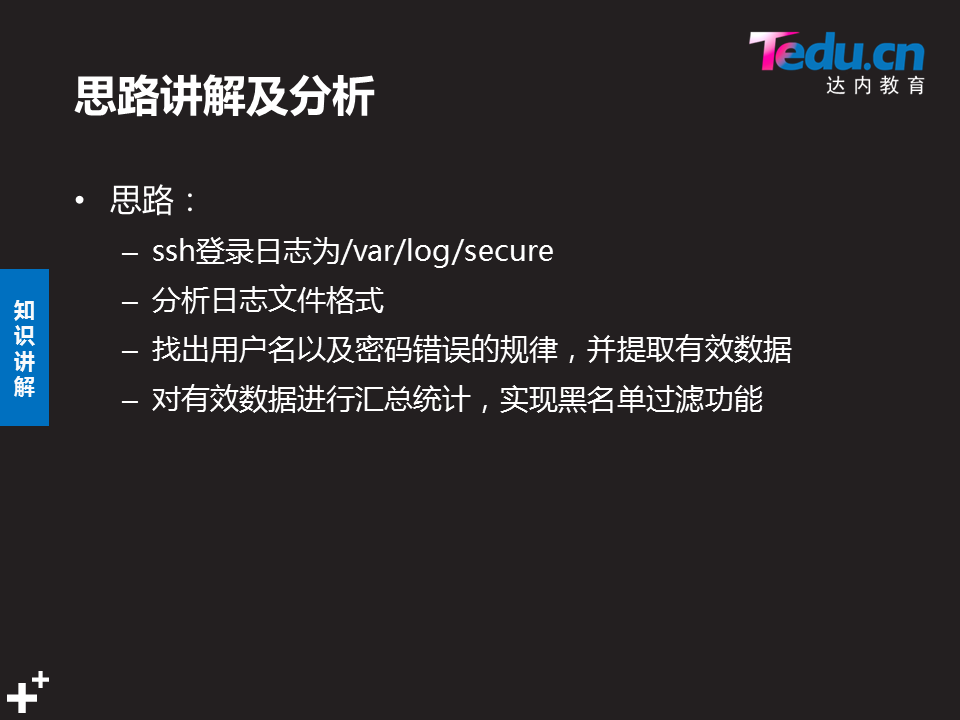 Tedu.cn
达内教育
思路讲解及分析
• 思路：
– ssh登录日志为/var/log/secure
– 分析日志文件格式
– 找出用户名以及密码错误的规律，并提取有效数据
– 对有效数据进行汇总统计，实现黑名单过滤功能
知
识
讲
解